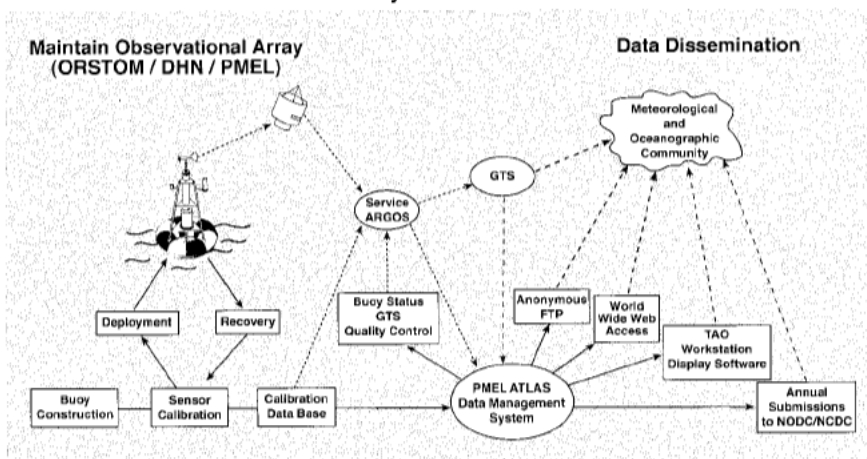 Maintain Observational Array
(ORSTOM / DHN / PMEL)
Data Dissemination
Meteorological
and
Oceanographic
Community
GTS
Service
ARGOS
Deployment
Recovery
Buoy Status
GTS
Quality Control
Anonymous
FTP
World
Wide Web
Access
TAO
Workstation
Display Software
Buoy
Construction
Sensor
Calibration
Calibration
Data Base
PMEL ATLAS
Data Management
System
Annual
Submissions
to NODC/NCDC